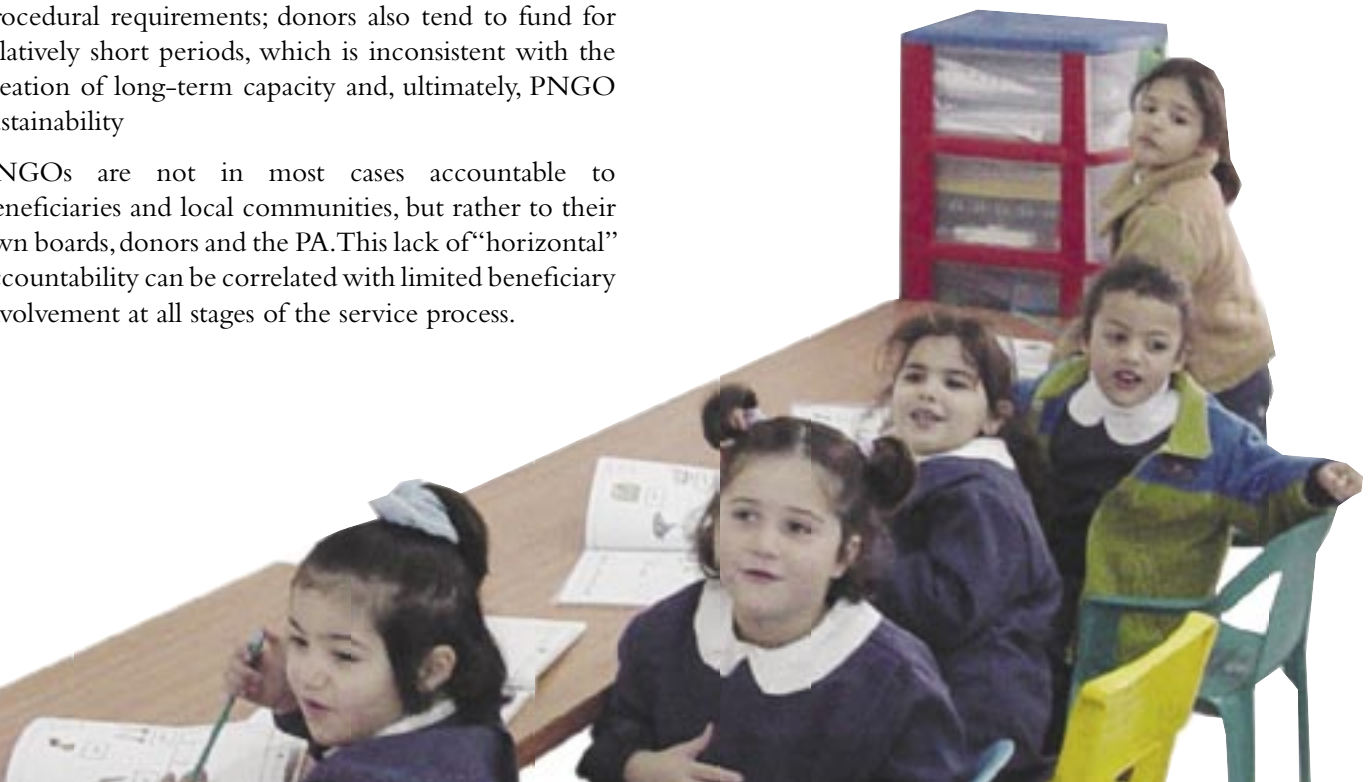 rocedural requirements; donors also tend to fund for
latively short periods, which is inconsistent with the
eation of long-term capacity and, ultimately, PNGO
stainability
NGOs are not in most cases accountable to
eneficiaries and local communities, but rather to their
wn boards, donors and the PA. This lack of “horizontal”
ccountability can be correlated with limited beneficiary
volvement at all stages of the service process.